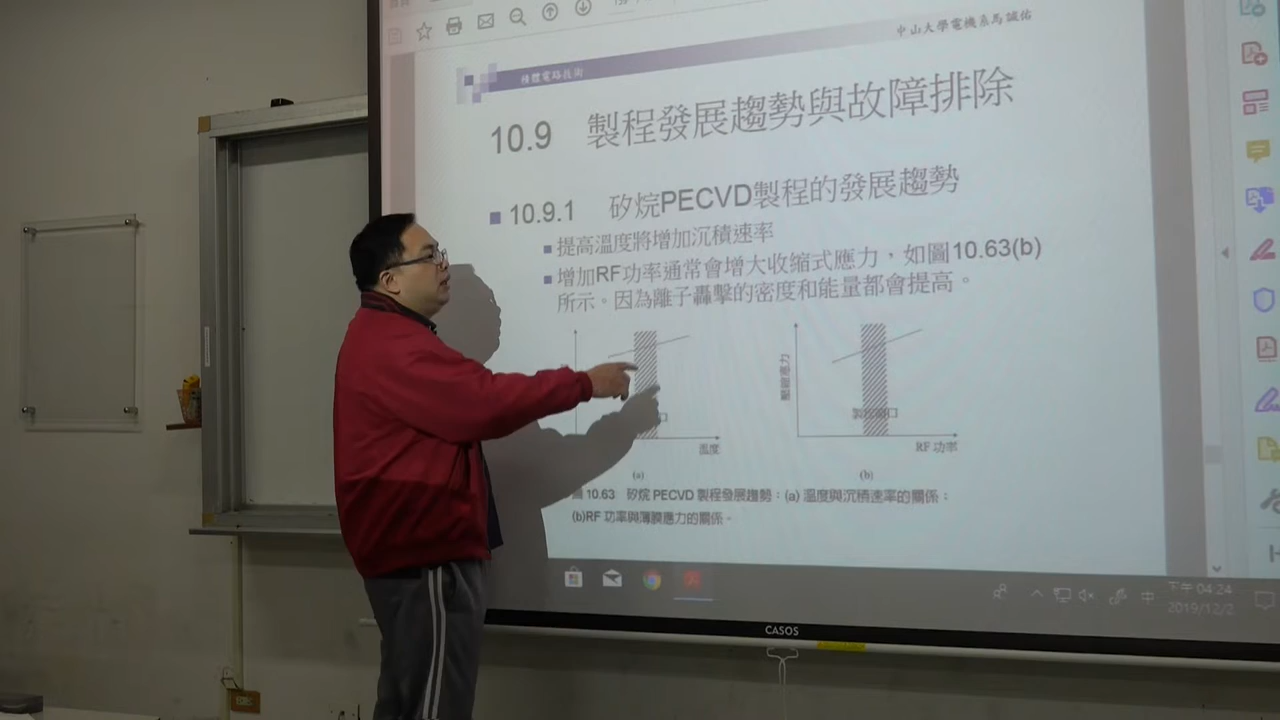 中山大學電機系馬誠佑
積體電路技術
10.9 製程發展趨勢與故障排除
10.9.1 矽烷PECVD製程的發展趨勢
提高溫度將增加沉積速率
增加RF功率通常會增大收縮式應力，如圖10.63(b)
所示。因為離子轟擊的密度和能量都會提高。
壓縮應力
製程窗口
口
溫度
RF 功率
(a)
(b)
圖 10.63 矽烷 PECVD 製程發展趨勢：(a) 溫度與沉積速率的關係；
(b)RF 功率與薄膜應力的關係。
中
下午 04:24
2019/12/2
CASOS